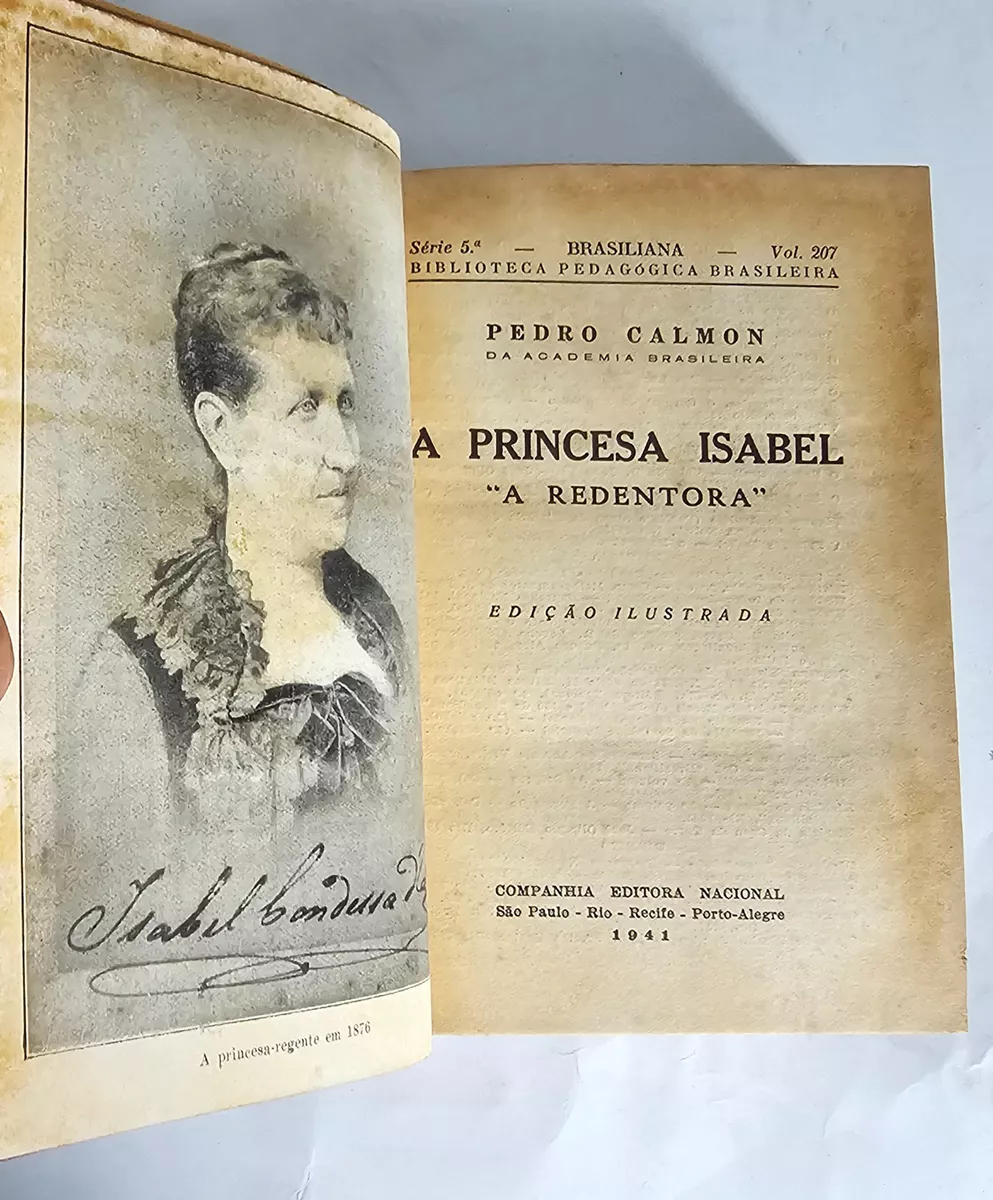 Isabel Condessa d'
A princesa-regente em 1876
Série 5.ª — BRASILIANA — Vol. 207
BIBLIOTECA PEDAGÓGICA BRASILEIRA
PEDRO CALMON
DA ACADEMIA BRASILEIRA
A PRINCESA ISABEL
"A REDENTORA"
EDIÇÃO ILUSTRADA
COMPANHIA EDITORA NACIONAL
São Paulo - Rio - Recife - Porto-Alegre
1941